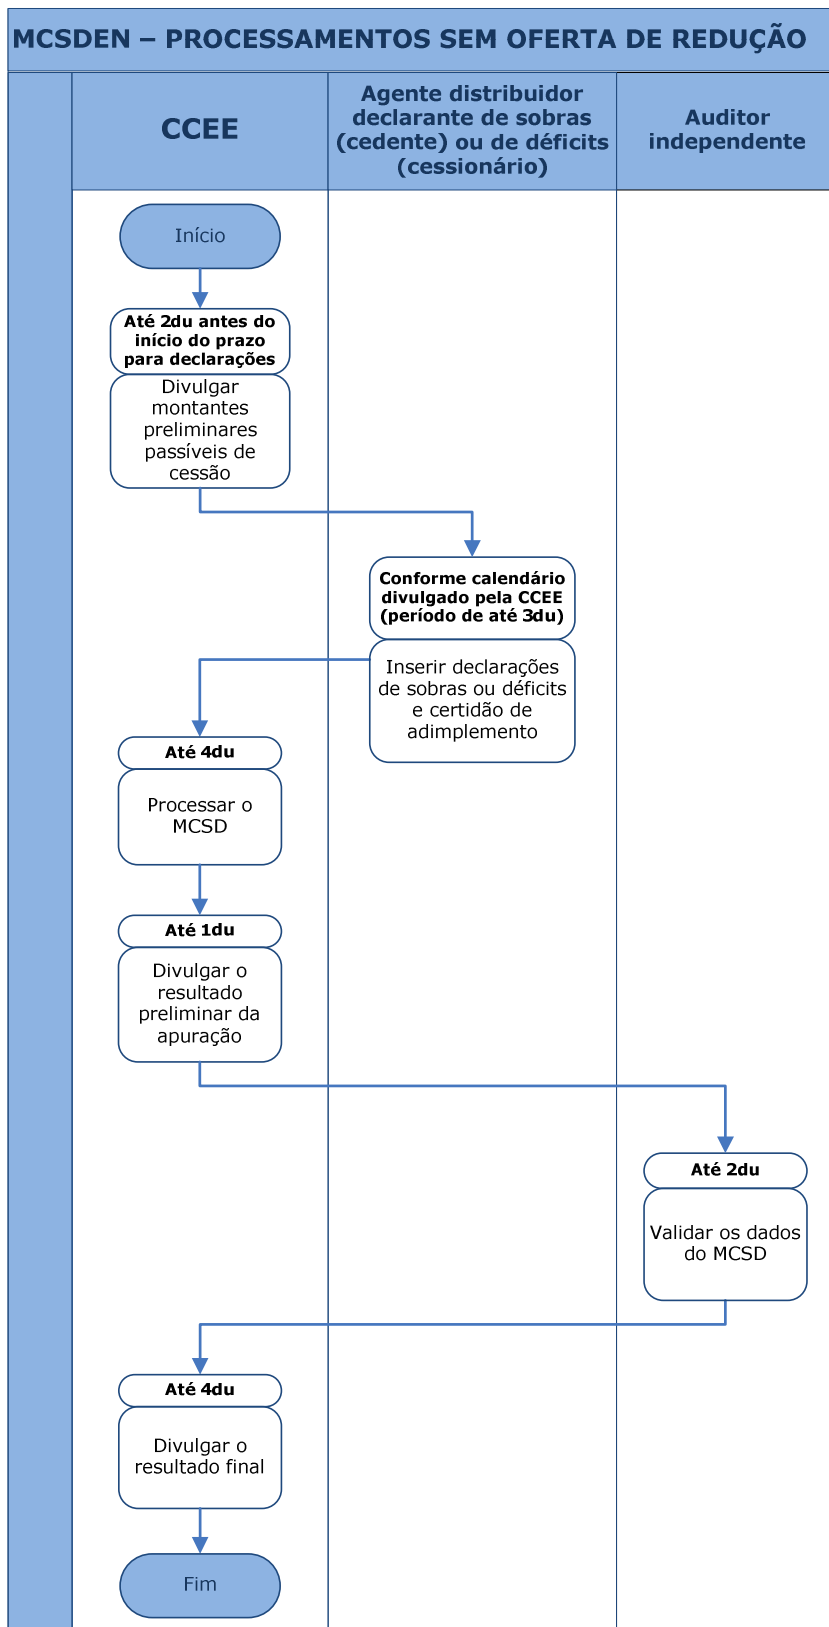 MCSDEN – PROCESSAMENTOS SEM OFERTA DE REDUÇÃO
CCEE
Agente distribuidor
declarante de sobras
(cedente) ou de déficits
(cessionário)
Auditor
independente
Início
Até 2du antes do
início do prazo
para declarações
Divulgar
montantes
preliminares
passíveis de
cessão
Conforme calendário
divulgado pela CCEE
(período de até 3du)
Inserir declarações
de sobras ou déficits
e certidão de
adimplemento
Até 4du
Processar o
MCSD
Até 1du
Divulgar o
resultado
preliminar da
apuração
Até 2du
Validar os dados
do MCSD
Até 4du
Divulgar o
resultado final
Fim